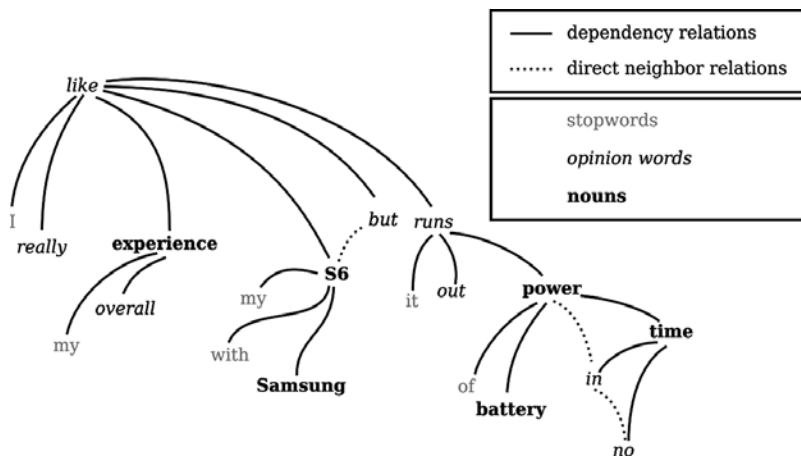 dependency relations
direct neighbor relations
stopwords
opinion words
nouns
like
I
really
experience
but
runs
my
overall
my
S6
it
out
power
with
Samsung
time
of
battery
in
no